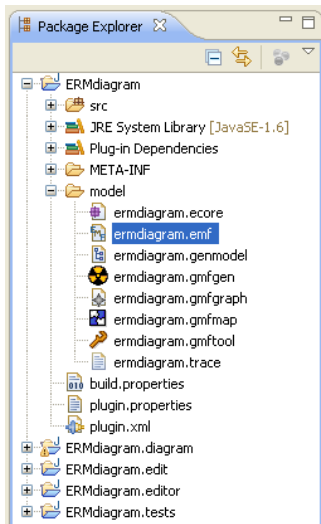 Package Explorer
ERMdiagram
src
JRE System Library [JavaSE-1.6]
Plug-in Dependencies
META-INF
model
ermdiagram.ecore
ermdiagram.emf
ermdiagram.genmodel
ermdiagram.gmfgen
ermdiagram.gmfgraph
ermdiagram.gmfmap
ermdiagram.gmftool
ermdiagram.trace
build.properties
plugin.properties
plugin.xml
ERMdiagram.diagram
ERMdiagram.edit
ERMdiagram.editor
ERMdiagram.tests